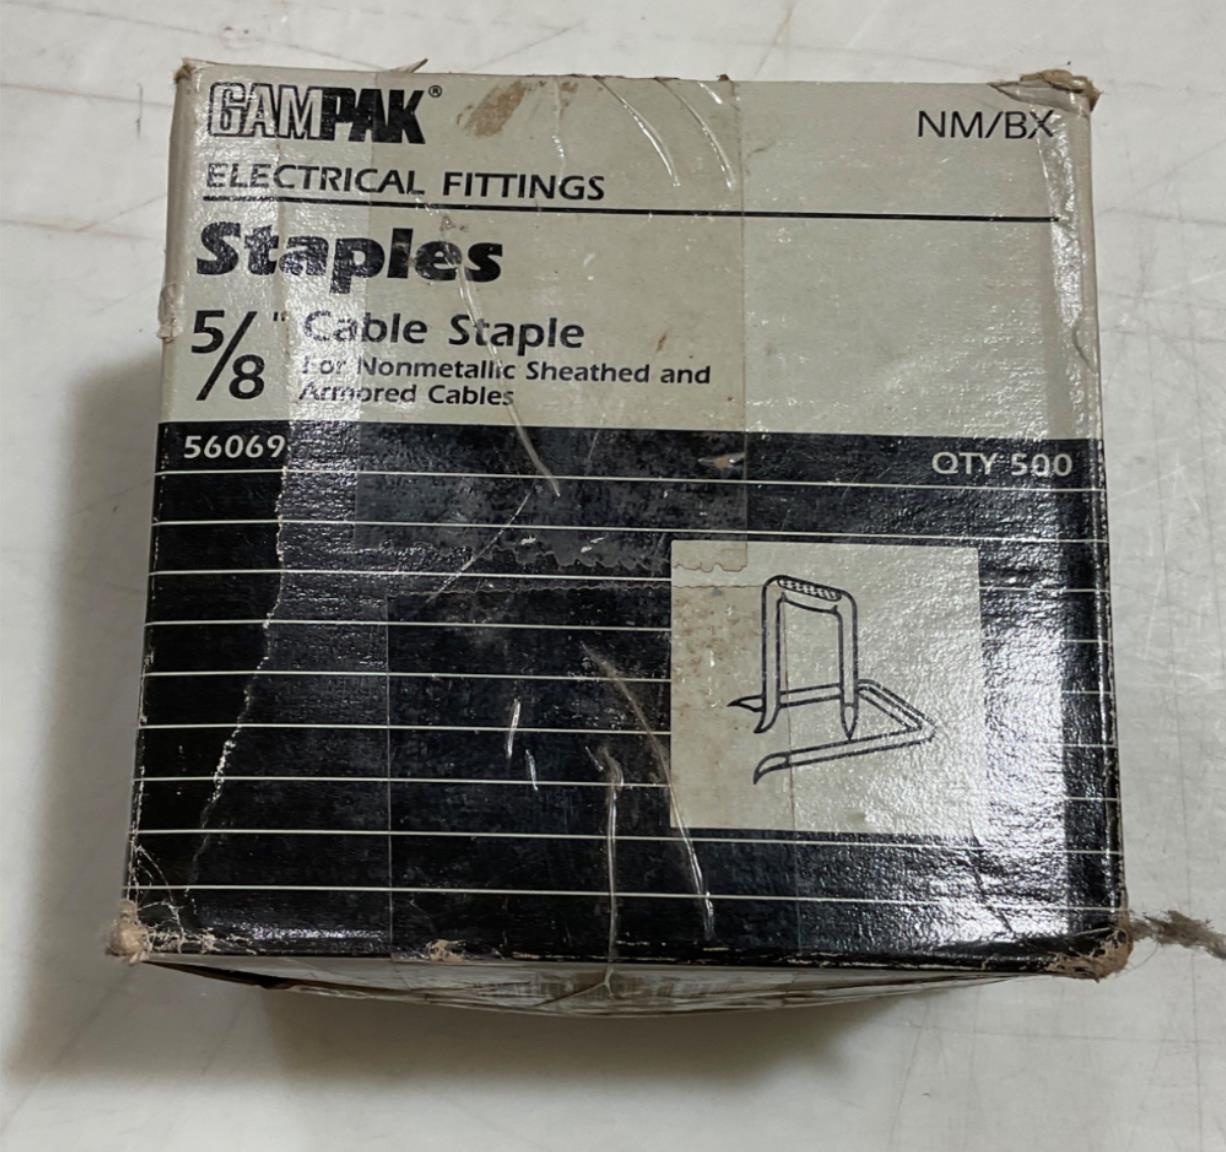 GAMPAK®
NM/BX
ELECTRICAL FITTINGS
Staples
5/8" Cable Staple
For Nonmetallic Sheathed and
Armored Cables
56069
QTY 500